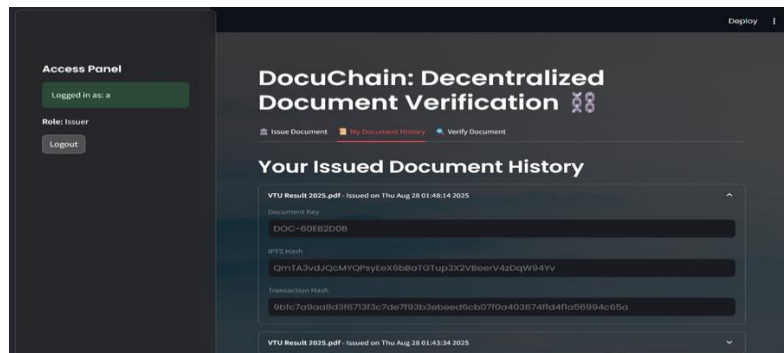 Deploy
Access Panel
Logged in as: a
Role: Issuer
Logout
DocuChain: Decentralized
Document Verification
Issue Document My Document History Verify Document
Your Issued Document History
VTU Result 2025.pdf - Issued on Thu Aug 28 01:48:14 2025
Document Key
DOC-60EB2D0B
IPFS Hash
QmTA3vdJQcMYQPsyEeX6bBaTGTup3X2VBeerV4zDqW94Yv
Transaction Hash
9bfc7a9aa8d3f6713f3c7de7f93b3ebeed6cb07f0a403674ffd4f1a56994c65a
VTU Result 2025.pdf - Issued on Thu Aug 28 01:43:34 2025